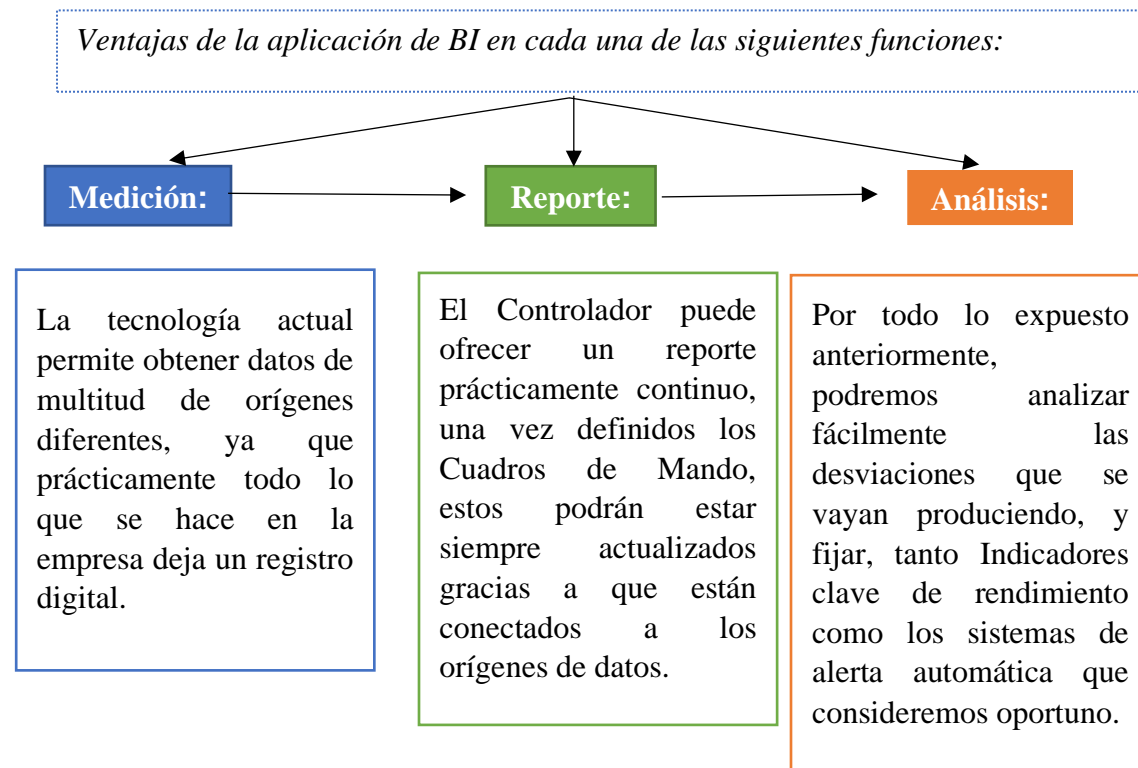 Ventajas de la aplicación de BI en cada una de las siguientes funciones:
Medición:
Reporte:
Análisis:
La tecnología actual
permite obtener datos de
multitud de orígenes
diferentes, ya que
prácticamente todo lo
que se hace en la
empresa deja un registro
digital.
El Controlador puede
ofrecer un reporte
prácticamente continuo,
una vez definidos los
Cuadros de Mando,
estos podrán estar
siempre actualizados
gracias a que están
conectados a los
orígenes de datos.
Por todo lo expuesto
anteriormente,
podremos analizar
fácilmente las
desviaciones que se
vayan produciendo, y
fijar, tanto Indicadores
clave de rendimiento
como los sistemas de
alerta automática que
consideremos oportuno.